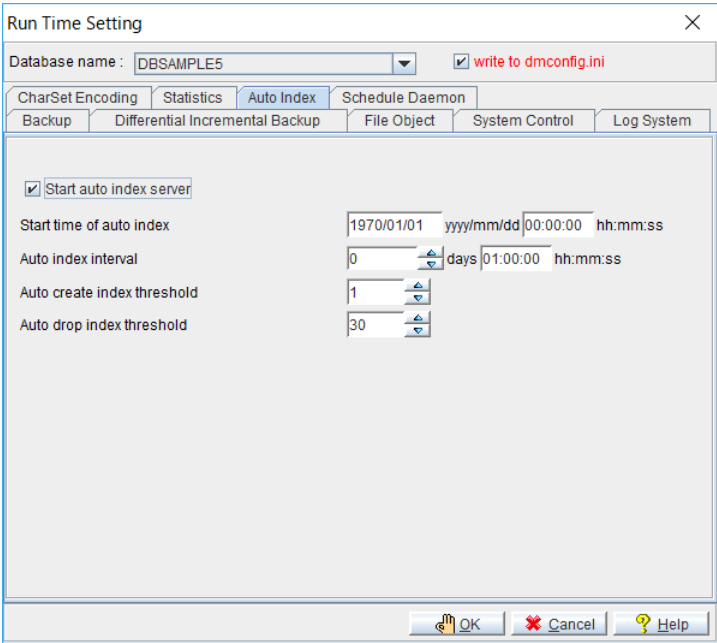 Run Time Setting
Database name : DBSAMPLE5 write to dmconfig.ini
CharSet Encoding Statistics Auto Index Schedule Daemon
Backup Differential Incremental Backup File Object System Control Log System
Start auto index server
Start time of auto index 1970/01/01 yyyy/mm/dd 00:00:00 hh:mm:ss
Auto index interval 0 days 01:00:00 hh:mm:ss
Auto create index threshold 1
Auto drop index threshold 30
OK Cancel Help